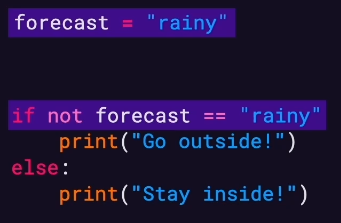 forecast = "rainy"
if not forecast == "rainy"
    print("Go outside!")
else:
    print("Stay inside!")